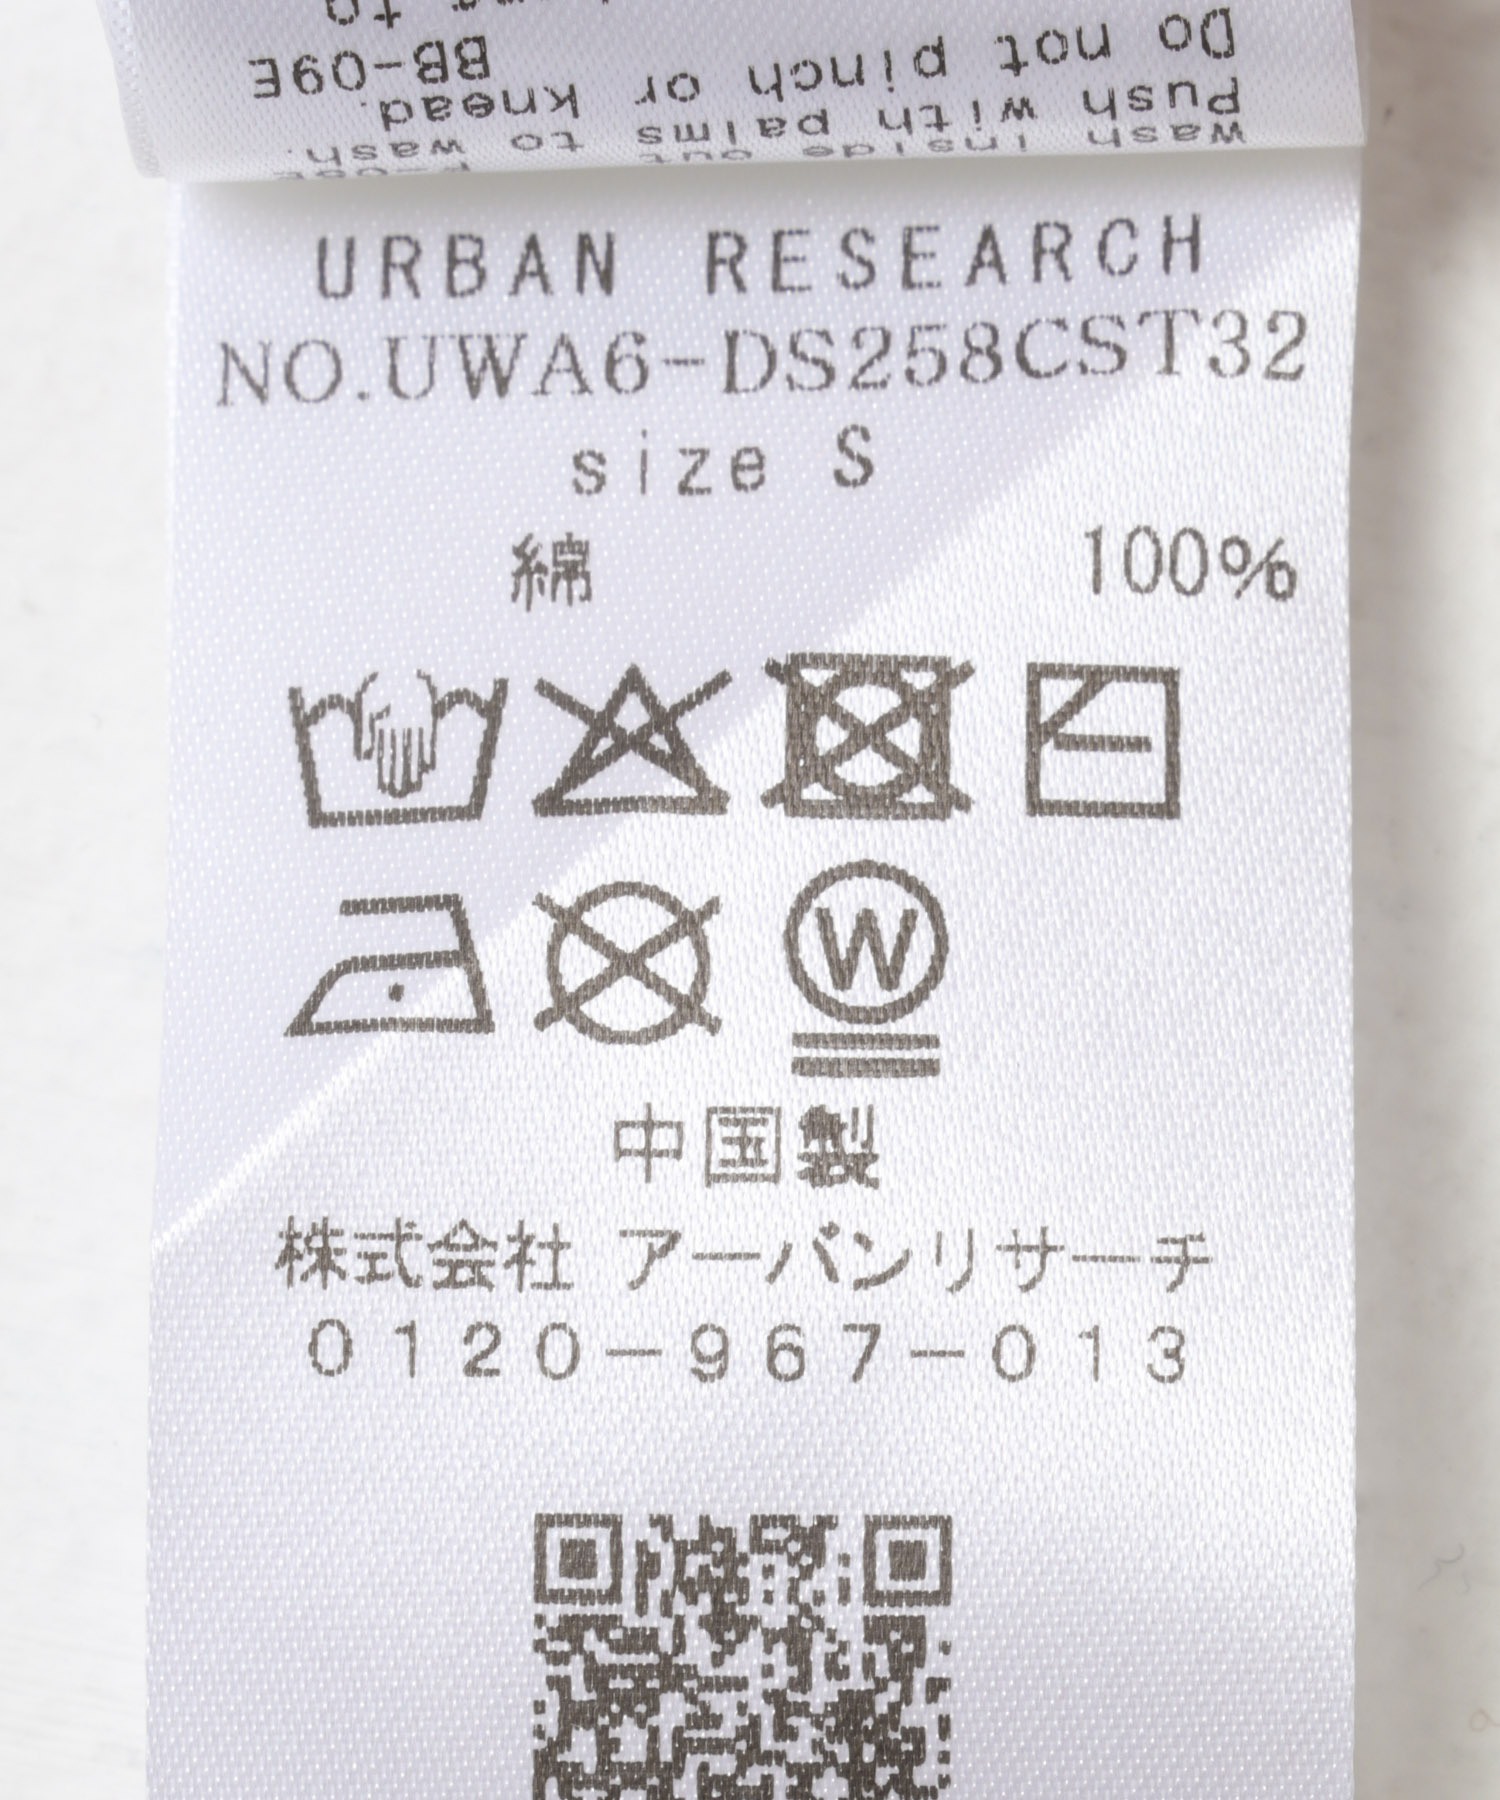 to
BB-09E
Do not pinch or knead.
Push with palms to wash.
Wash inside out
URBAN RESEARCH
NO.UWA6-DS258CST32
size S
綿 100%
W
中国製
株式会社 アーバンリサーチ
0120-967-013